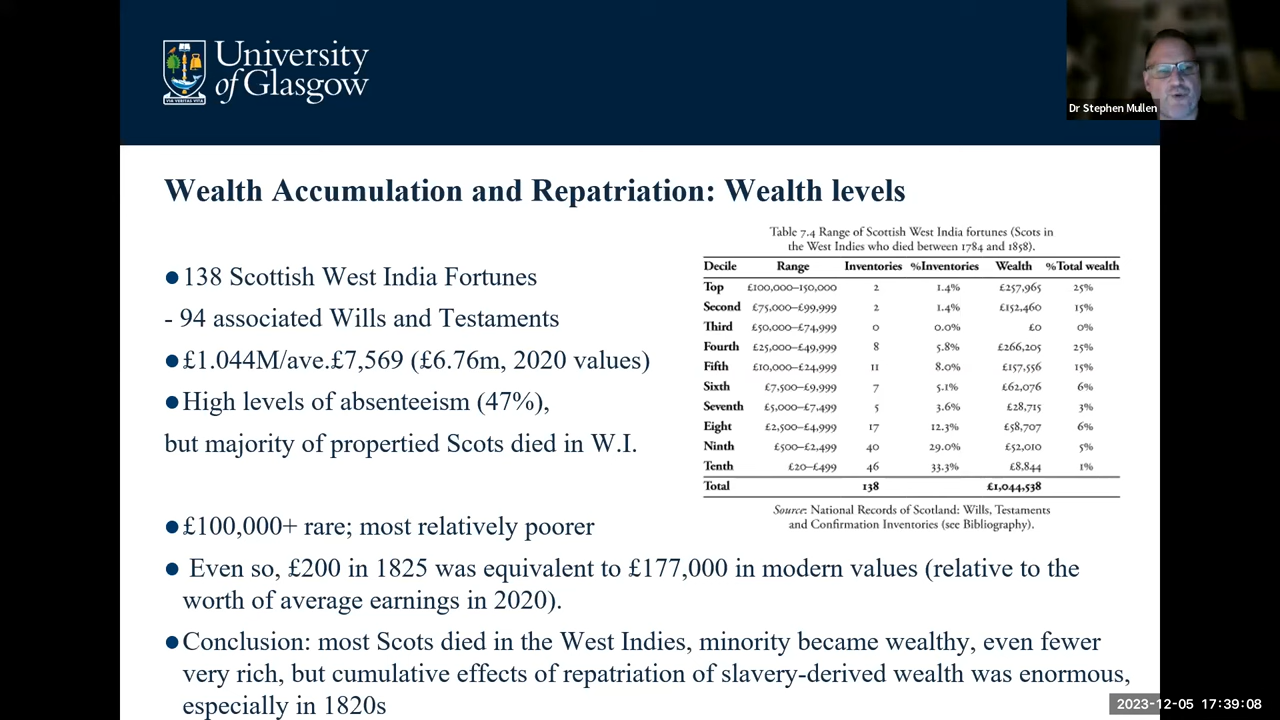 University
of Glasgow
VIA VERITAS VITA
Dr Stephen Mullen
Wealth Accumulation and Repatriation: Wealth levels
●138 Scottish West India Fortunes
- 94 associated Wills and Testaments
●£1.044M/ave.£7,569 (£6.76m, 2020 values)
●High levels of absenteeism (47%),
but majority of propertied Scots died in W.I.
Table 7.4 Range of Scottish West India fortunes (Scots in
the West Indies who died between 1784 and 1858).
Decile Range Inventories %Inventories Wealth %Total wealth
Top £100,000–150,000 2 1.4% £257,965 25%
Second £75,000–£99,999 2 1.4% £152,460 15%
Third £50,000–£74,999 0 0.0% £0 0%
Fourth £25,000–£49,999 8 5.8% £266,205 25%
Fifth £10,000–£24,999 11 8.0% £157,556 15%
Sixth £7,500–£9,999 7 5.1% £62,076 6%
Seventh £5,000–£7,499 5 3.6% £28,715 3%
Eight £2,500–£4,999 17 12.3% £58,707 6%
Ninth £500–£2,499 40 29.0% £52,010 5%
Tenth £20–£499 46 33.3% £8,844 1%
Total 138 £1,044,538
Source: National Records of Scotland: Wills, Testaments
and Confirmation Inventories (see Bibliography).
●£100,000+ rare; most relatively poorer
● Even so, £200 in 1825 was equivalent to £177,000 in modern values (relative to the
worth of average earnings in 2020).
●Conclusion: most Scots died in the West Indies, minority became wealthy, even fewer
very rich, but cumulative effects of repatriation of slavery-derived wealth was enormous,
especially in 1820s
2023-12-05 17:39:08